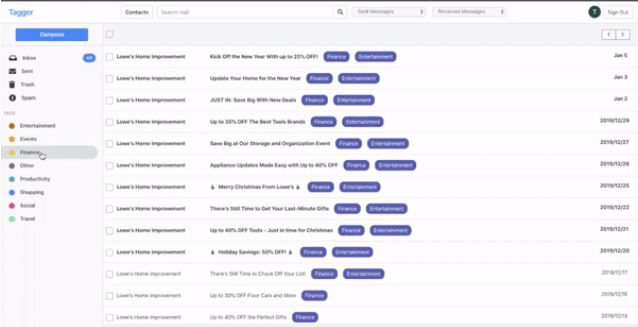 Tagger Contacts Search mail Sent Messages Received Messages T Sign Out
Compose
Inbox 44
Sent
Trash
Spam
TAGS
Entertainment
Events
Finance
Other
Productivity
Shopping
Social
Travel
Lowe's Home Improvement Kick Off the New Year With up to 25% OFF! Finance Entertainment Jan 5
Lowe's Home Improvement Update Your Home for the New Year Finance Entertainment Jan 3
Lowe's Home Improvement JUST IN: Save Big With New Deals Finance Entertainment Jan 2
Lowe's Home Improvement Up to 35% OFF The Best Tools Brands Finance Entertainment 2019/12/29
Lowe's Home Improvement Save Big at Our Storage and Organization Event Finance Entertainment 2019/12/27
Lowe's Home Improvement Appliance Updates Made Easy with Up to 40% OFF Finance Entertainment 2019/12/26
Lowe's Home Improvement Merry Christmas From Lowe's Finance Entertainment 2019/12/25
Lowe's Home Improvement There's Still Time to Get Your Last-Minute Gifts Finance Entertainment 2019/12/22
Lowe's Home Improvement Up to 40% OFF Tools - Just in time for Christmas Finance Entertainment 2019/12/21
Lowe's Home Improvement Holiday Savings: 50% OFF! Finance Entertainment 2019/12/20
Lowe's Home Improvement There's Still Time to Check Off Your List! Finance Entertainment 2019/12/17
Lowe's Home Improvement Up to 30% OFF Floor Care and More Finance 2019/12/16
Lowe's Home Improvement Up to 40% OFF the Perfect Gifts Finance 2019/12/15